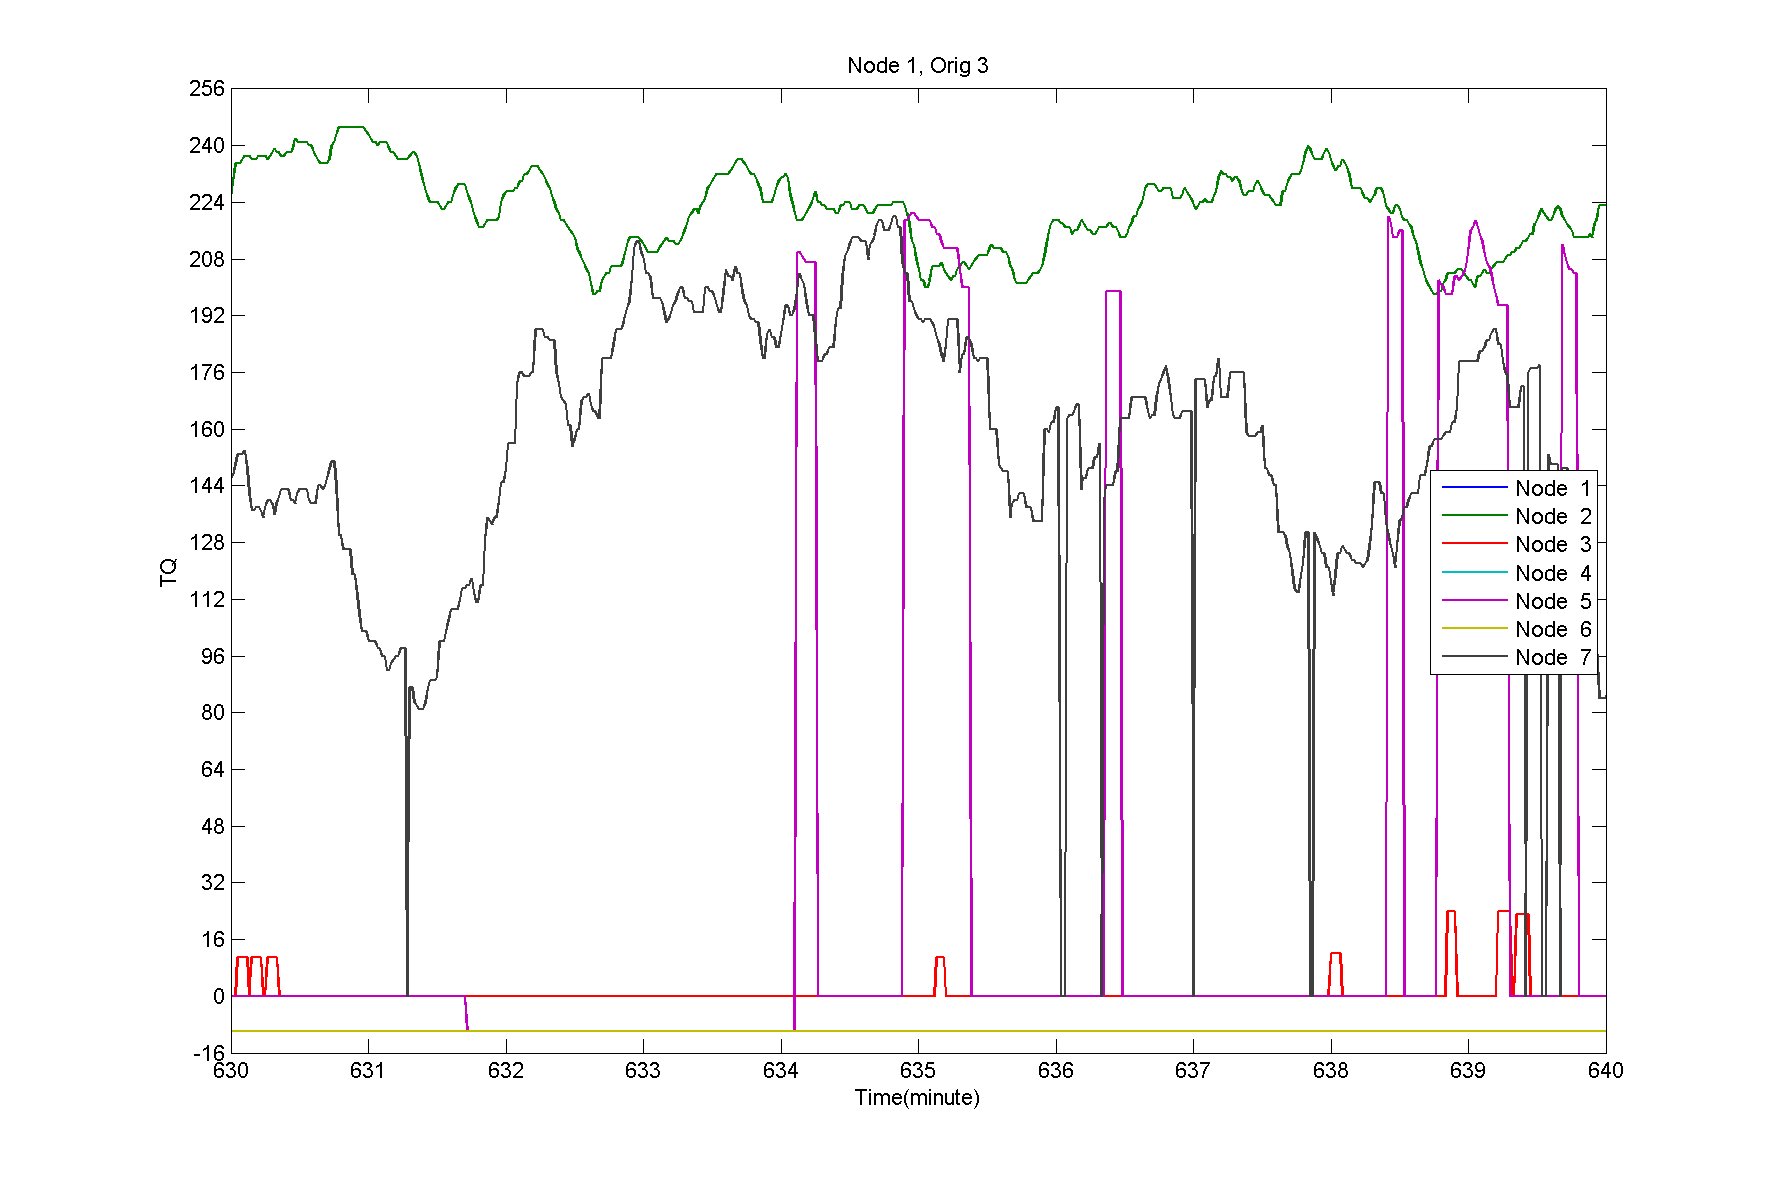 Node 1, Orig 3
256
240
224
208
192
176
160
144
128
112
96
80
64
48
32
16
0
-16
TQ
Node 1
Node 2
Node 3
Node 4
Node 5
Node 6
Node 7
630 631 632 633 634 635 636 637 638 639 640
Time(minute)